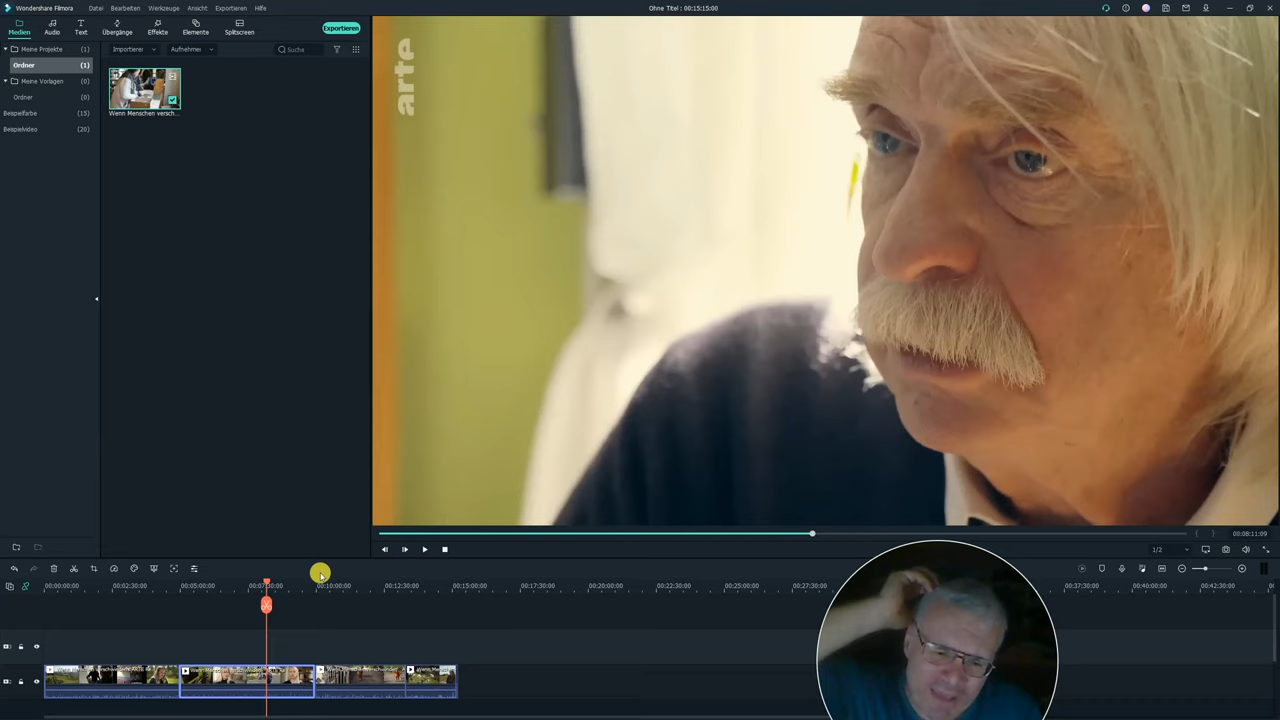 Wondershare Filmora Datei Bearbeiten Werkzeuge Ansicht Exportieren Hilfe Ohne Titel : 00:15:15:00
Medien Audio Text Übergänge Effekte Elemente Splitscreen Exportieren
Meine Projekte (1) Importieren Aufnehmen Suche
Ordner (1)
Meine Vorlagen (0)
Ordner (0)
Beispielfarbe (15)
Beispielvideo (20)
Wenn Menschen versch...
arte
1/2 00:08:11:09
00:00:00:00 00:02:30:00 00:05:00:00 00:07:30:00 00:10:00:00 00:12:30:00 00:15:00:00 00:17:30:00 00:20:00:00 00:22:30:00 00:25:00:00 00:27:30:00 00:37:30:00 00:40:00:00 00:42:30:00